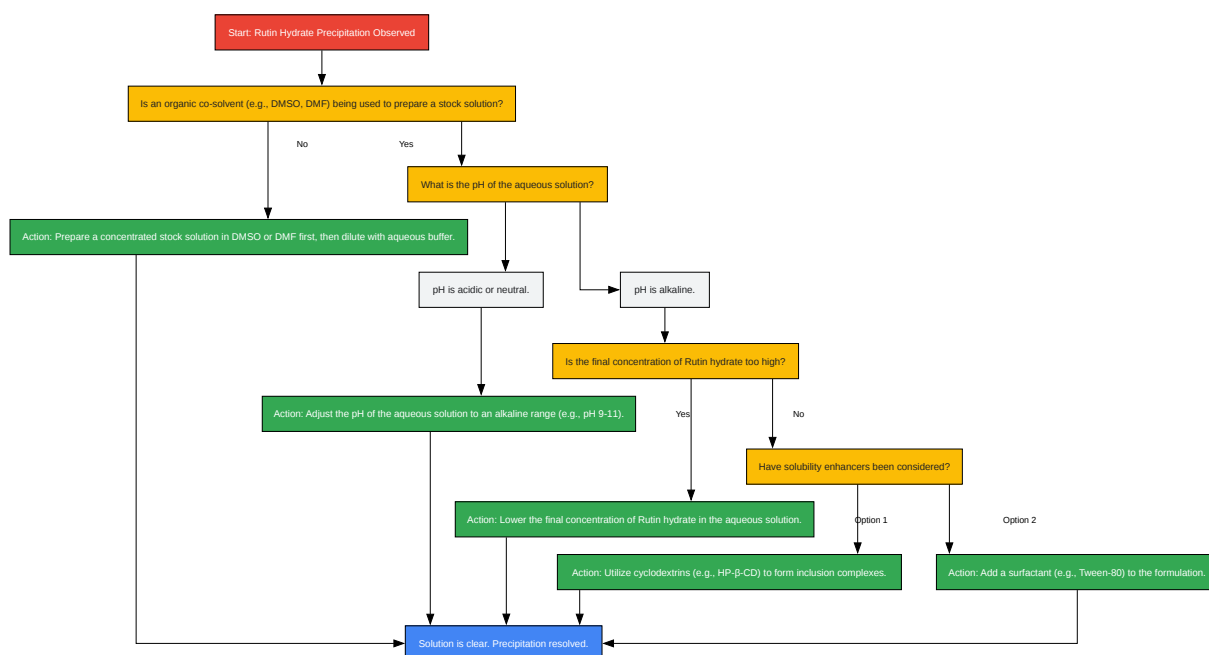 Start: Rutin Hydrate Precipitation Observed
Is an organic co-solvent (e.g., DMSO, DMF) being used to prepare a stock solution?
No
Yes
What is the pH of the aqueous solution?
Action: Prepare a concentrated stock solution in DMSO or DMF first, then dilute with aqueous buffer.
pH is acidic or neutral.
pH is alkaline.
Is the final concentration of Rutin hydrate too high?
Action: Adjust the pH of the aqueous solution to an alkaline range (e.g., pH 9-11).
Yes
No
Have solubility enhancers been considered?
Action: Lower the final concentration of Rutin hydrate in the aqueous solution.
Option 1
Option 2
Action: Utilize cyclodextrins (e.g., HP-β-CD) to form inclusion complexes.
Action: Add a surfactant (e.g., Tween-80) to the formulation.
Solution is clear. Precipitation resolved.